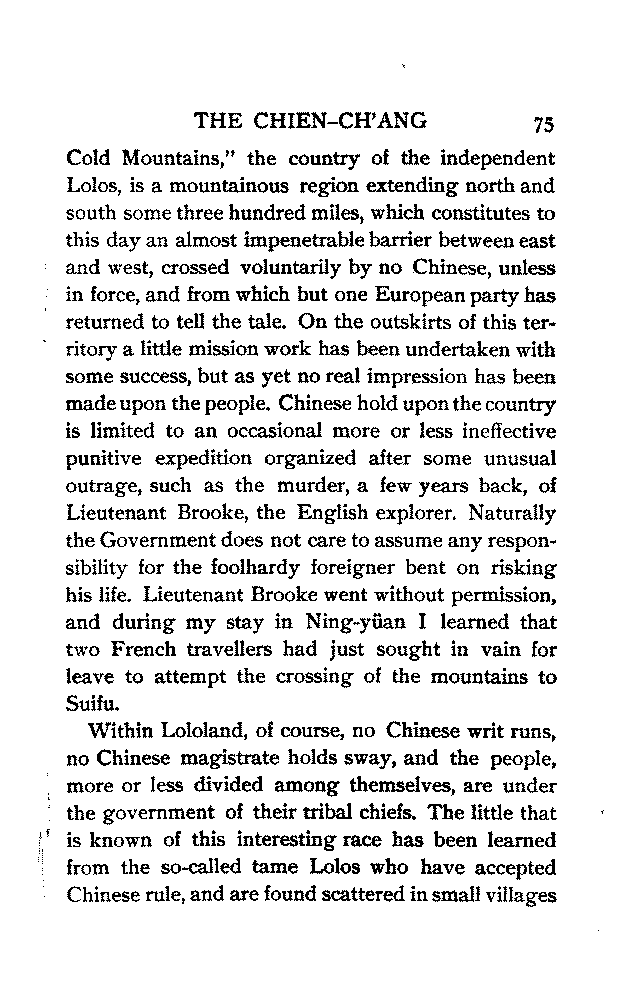 THE CHIEN-CH'ANG 75
Cold Mountains," the country of the independent
Lolos, is a mountainous region extending north and
south some three hundred miles, which constitutes to
this day an almost impenetrable barrier between east
and west, crossed voluntarily by no Chinese, unless
in force, and from which but one European party has
returned to tell the tale. On the outskirts of this ter-
ritory a little mission work has been undertaken with
some success, but as yet no real impression has been
made upon the people. Chinese hold upon the country
is limited to an occasional more or less ineffective
punitive expedition organized after some unusual
outrage, such as the murder, a few years back, of
Lieutenant Brooke, the English explorer. Naturally
the Government does not care to assume any respon-
sibility for the foolhardy foreigner bent on risking
his life. Lieutenant Brooke went without permission,
and during my stay in Ning-yüan I learned that
two French travellers had just sought in vain for
leave to attempt the crossing of the mountains to
Suifu.
Within Lololand, of course, no Chinese writ runs,
no Chinese magistrate holds sway, and the people,
more or less divided among themselves, are under
the government of their tribal chiefs. The little that
is known of this interesting race has been learned
from the so-called tame Lolos who have accepted
Chinese rule, and are found scattered in small villages